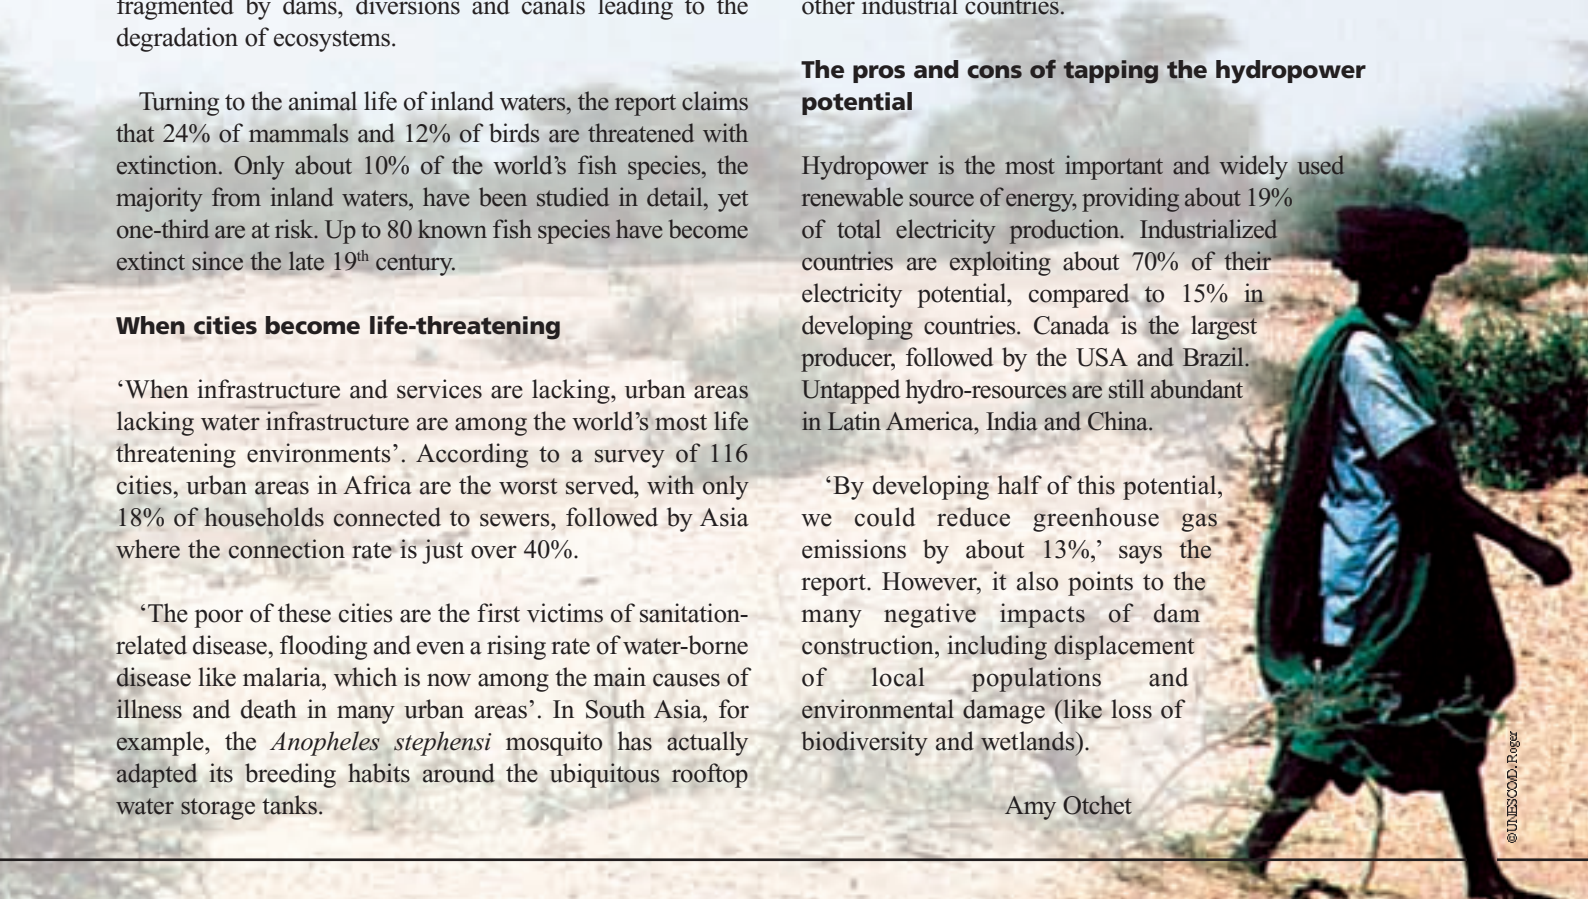 fragmented by dams, diversions and canals leading to the
degradation of ecosystems.
Turning to the animal life of inland waters, the report claims
that 24% of mammals and 12% of birds are threatened with
extinction. Only about 10% of the world's fish species, the
majority from inland waters, have been studied in detail, yet
one-third are at risk. Up to 80 known fish species have become
extinct since the late 19th century.
When cities become life-threatening
‘When infrastructure and services are lacking, urban areas
lacking water infrastructure are among the world's most life
threatening environments’. According to a survey of 116
cities, urban areas in Africa are the worst served, with only
18% of households connected to sewers, followed by Asia
where the connection rate is just over 40%.
‘The poor of these cities are the first victims of sanitation-
related disease, flooding and even a rising rate of water-borne
disease like malaria, which is now among the main causes of
illness and death in many urban areas’. In South Asia, for
example, the Anopheles stephensi mosquito has actually
adapted its breeding habits around the ubiquitous rooftop
water storage tanks.
other industrial countries.
The pros and cons of tapping the hydropower
potential
Hydropower is the most important and widely used
renewable source of energy, providing about 19%
of total electricity production. Industrialized
countries are exploiting about 70% of their
electricity potential, compared to 15% in
developing countries. Canada is the largest
producer, followed by the USA and Brazil.
Untapped hydro-resources are still abundant
in Latin America, India and China.
‘By developing half of this potential,
we could reduce greenhouse gas
emissions by about 13%,’ says the
report. However, it also points to the
many negative impacts of dam
construction, including displacement
of local populations and
environmental damage (like loss of
biodiversity and wetlands).
Amy Otchet
©UNESCO/D. Roger